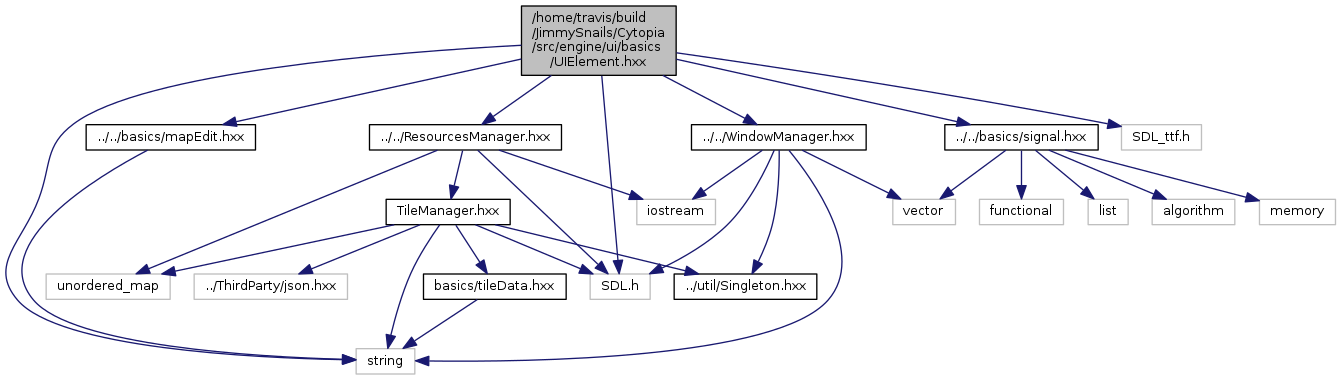 /home/travis/build
/JimmySnails/Cytopia
/src/engine/ui/basics
/UIElement.hxx
../../basics/mapEdit.hxx
../../ResourcesManager.hxx
../../WindowManager.hxx
../../basics/signal.hxx
SDL_ttf.h
TileManager.hxx
iostream
vector
functional
list
algorithm
memory
unordered_map
../ThirdParty/json.hxx
basics/tileData.hxx
SDL.h
../util/Singleton.hxx
string